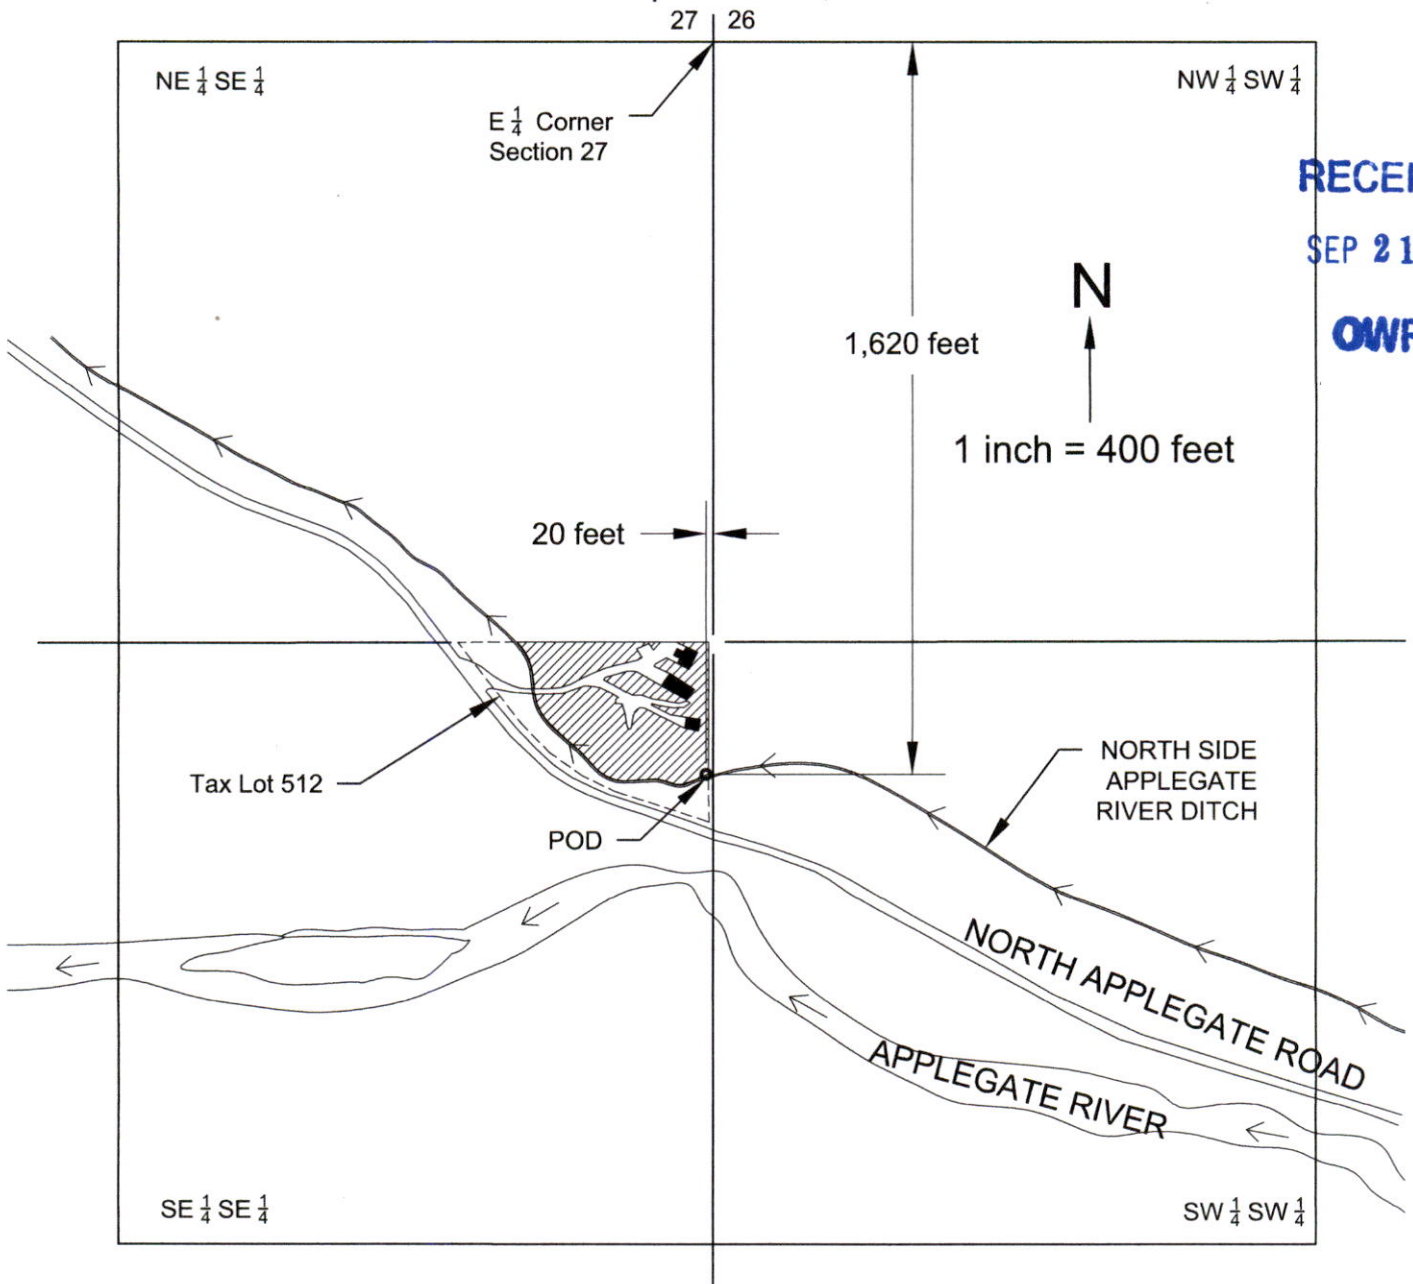 27 26
NE 1/4 SE 1/4
NW 1/4 SW 1/4
E 1/4 Corner
Section 27
SEP 21
N
1,620 feet
1 inch = 400 feet
20 feet
Tax Lot 512
POD
NORTH SIDE
APPLEGATE
RIVER DITCH
NORTH APPLEGATE ROAD
APPLEGATE RIVER
SE 1/4 SE 1/4
SW 1/4 SW 1/4